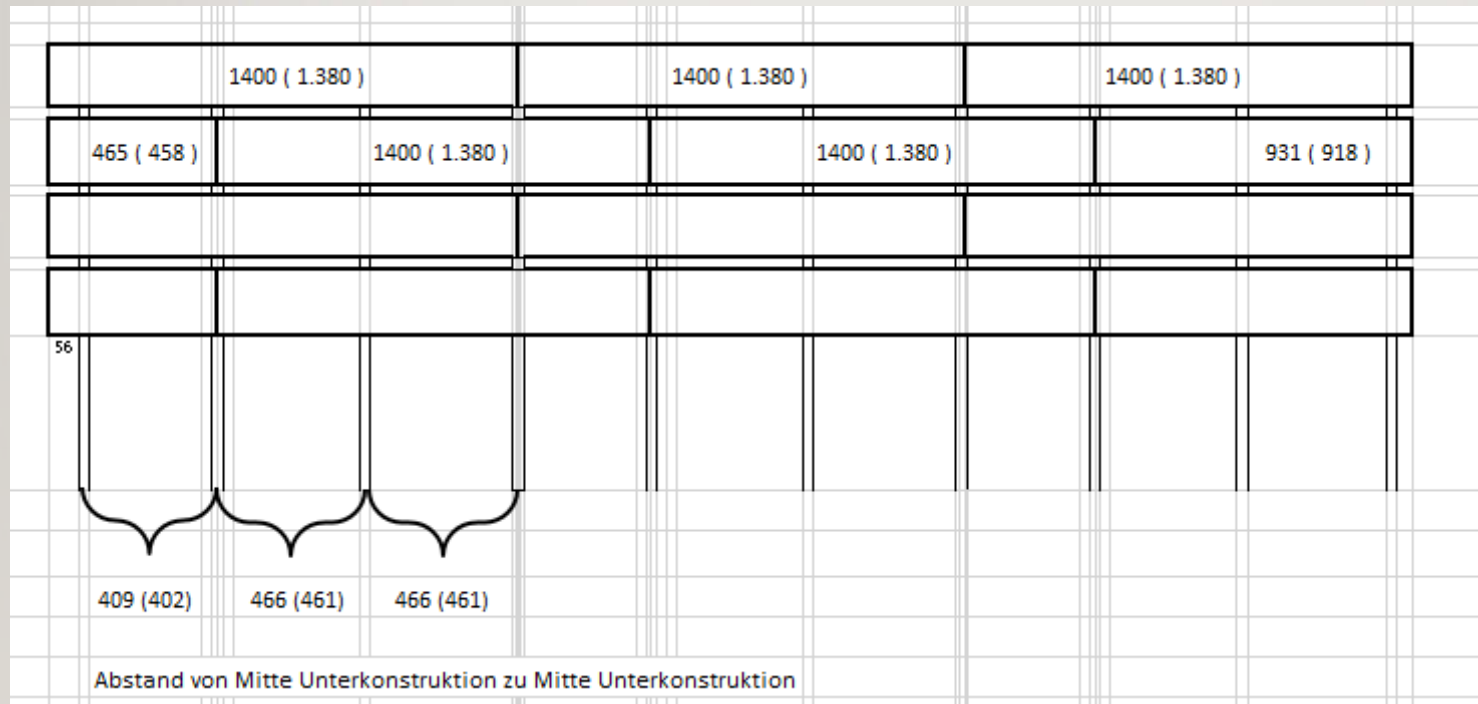 1400 ( 1.380 ) 1400 ( 1.380 ) 1400 ( 1.380 )
465 ( 458 ) 1400 ( 1.380 ) 1400 ( 1.380 ) 931 ( 918 )
56
409 (402) 466 (461) 466 (461)
Abstand von Mitte Unterkonstruktion zu Mitte Unterkonstruktion